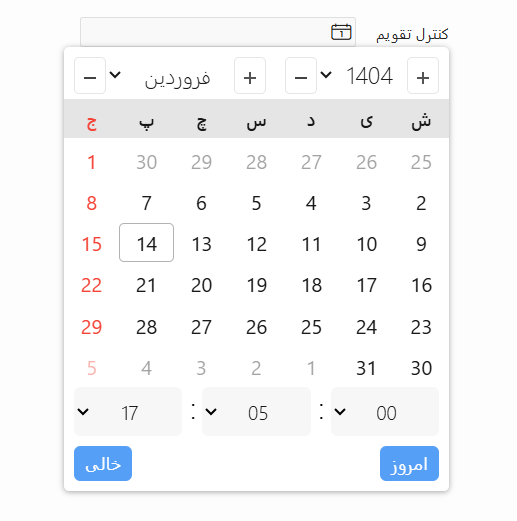 کنترل تقویم 1
+ 1404 − + فروردین −
ش ی د س چ پ ج
25 26 27 28 29 30 1
2 3 4 5 6 7 8
9 10 11 12 13 14 15
16 17 18 19 20 21 22
23 24 25 26 27 28 29
30 31 1 2 3 4 5
00 : 05 : 17
امروز خالی